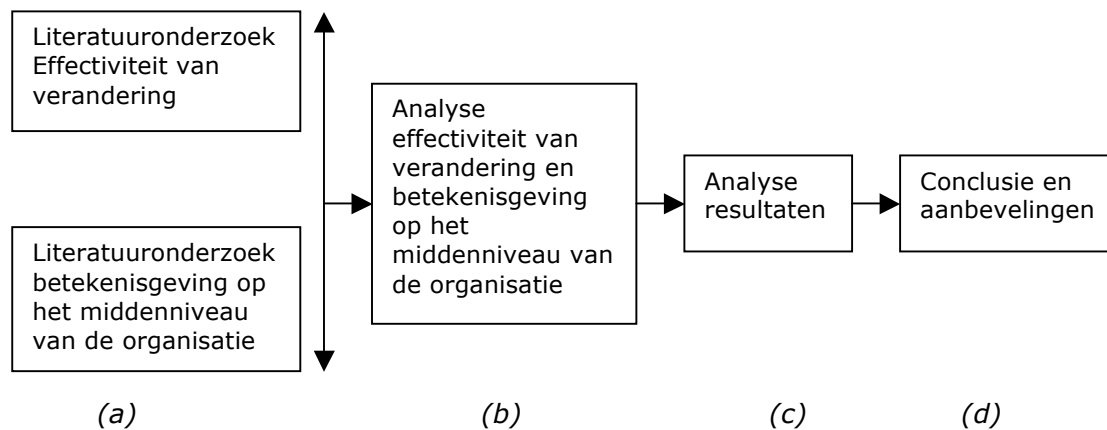 Literatuuronderzoek
Effectiviteit van
verandering
Literatuuronderzoek
betekenisgeving op
het middenniveau
van de organisatie
Analyse
effectiviteit van
verandering en
betekenisgeving
op het
middenniveau van
de organisatie
Analyse
resultaten
Conclusie en
aanbevelingen
(a)
(b)
(c)
(d)